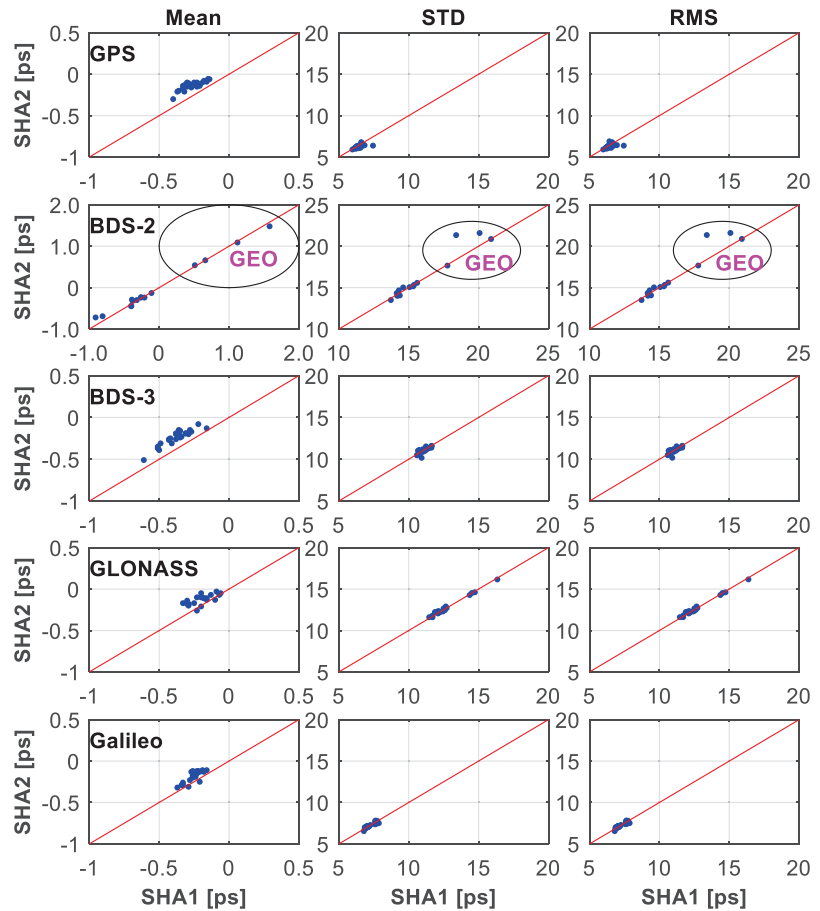 Mean STD RMS
GPS
SHA2 [ps]
0.5 0 -0.5 -1
-1 -0.5 0 0.5
20 15 10 5
5 10 15 20
20 15 10 5
5 10 15 20
BDS-2
SHA2 [ps]
2.0 1.0 0 -1.0
-1.0 0 1.0 2.0
GEO
25 20 15 10
10 15 20 25
GEO
25 20 15 10
10 15 20 25
GEO
BDS-3
SHA2 [ps]
0.5 0 -0.5 -1
-1 -0.5 0 0.5
20 15 10 5
5 10 15 20
20 15 10 5
5 10 15 20
GLONASS
SHA2 [ps]
0.5 0 -0.5 -1
-1 -0.5 0 0.5
20 15 10 5
5 10 15 20
20 15 10 5
5 10 15 20
Galileo
SHA2 [ps]
0.5 0 -0.5 -1
-1 -0.5 0 0.5
20 15 10 5
5 10 15 20
20 15 10 5
5 10 15 20
SHA1 [ps] SHA1 [ps] SHA1 [ps]